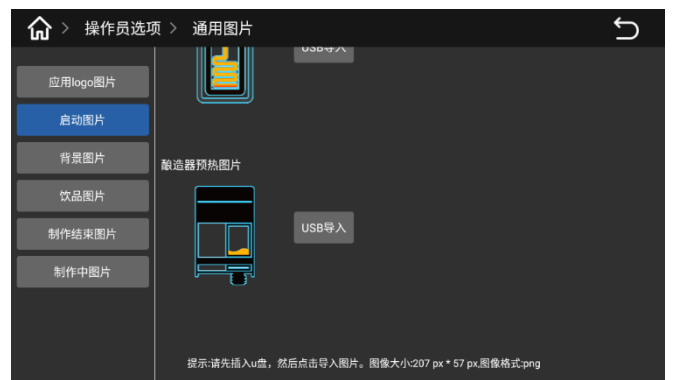 操作员选项
通用图片
USB导入
应用logo图片
启动图片
背景图片
饮品图片
制作结束图片
制作中图片
酿造器预热图片
USB导入
提示:请先插入u盘，然后点击导入图片。图像大小:207 px * 57 px,图像格式:png